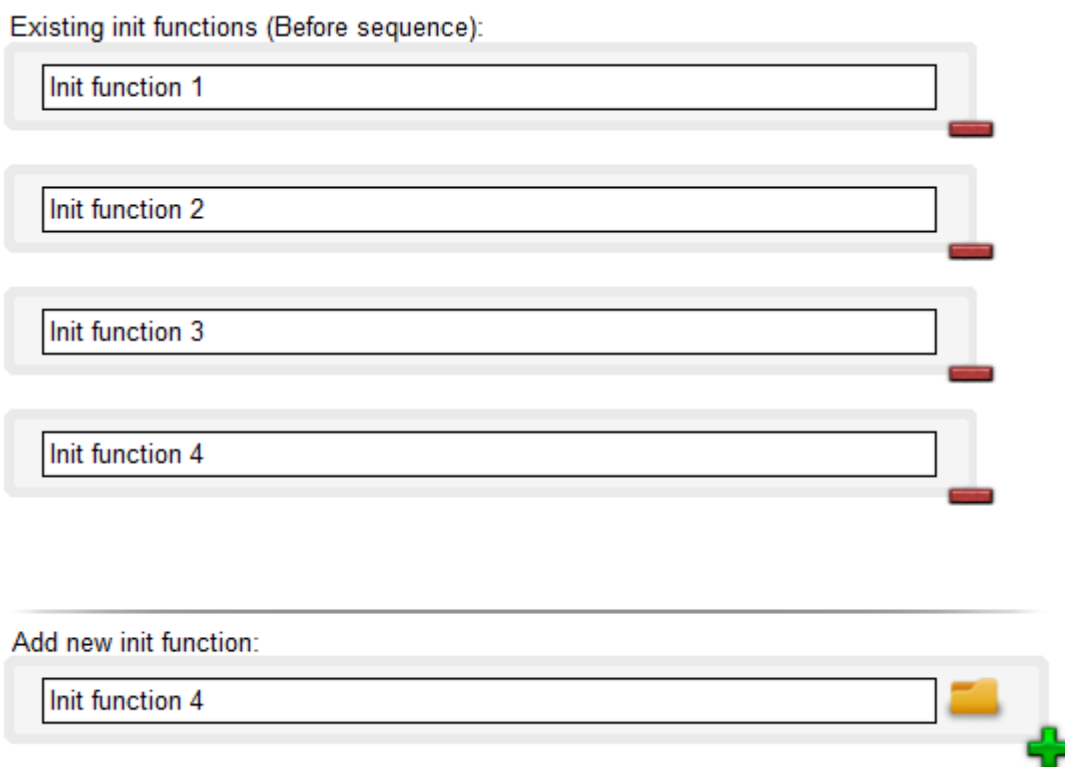 Existing init functions (Before sequence):
Init function 1
Init function 2
Init function 3
Init function 4
Add new init function:
Init function 4